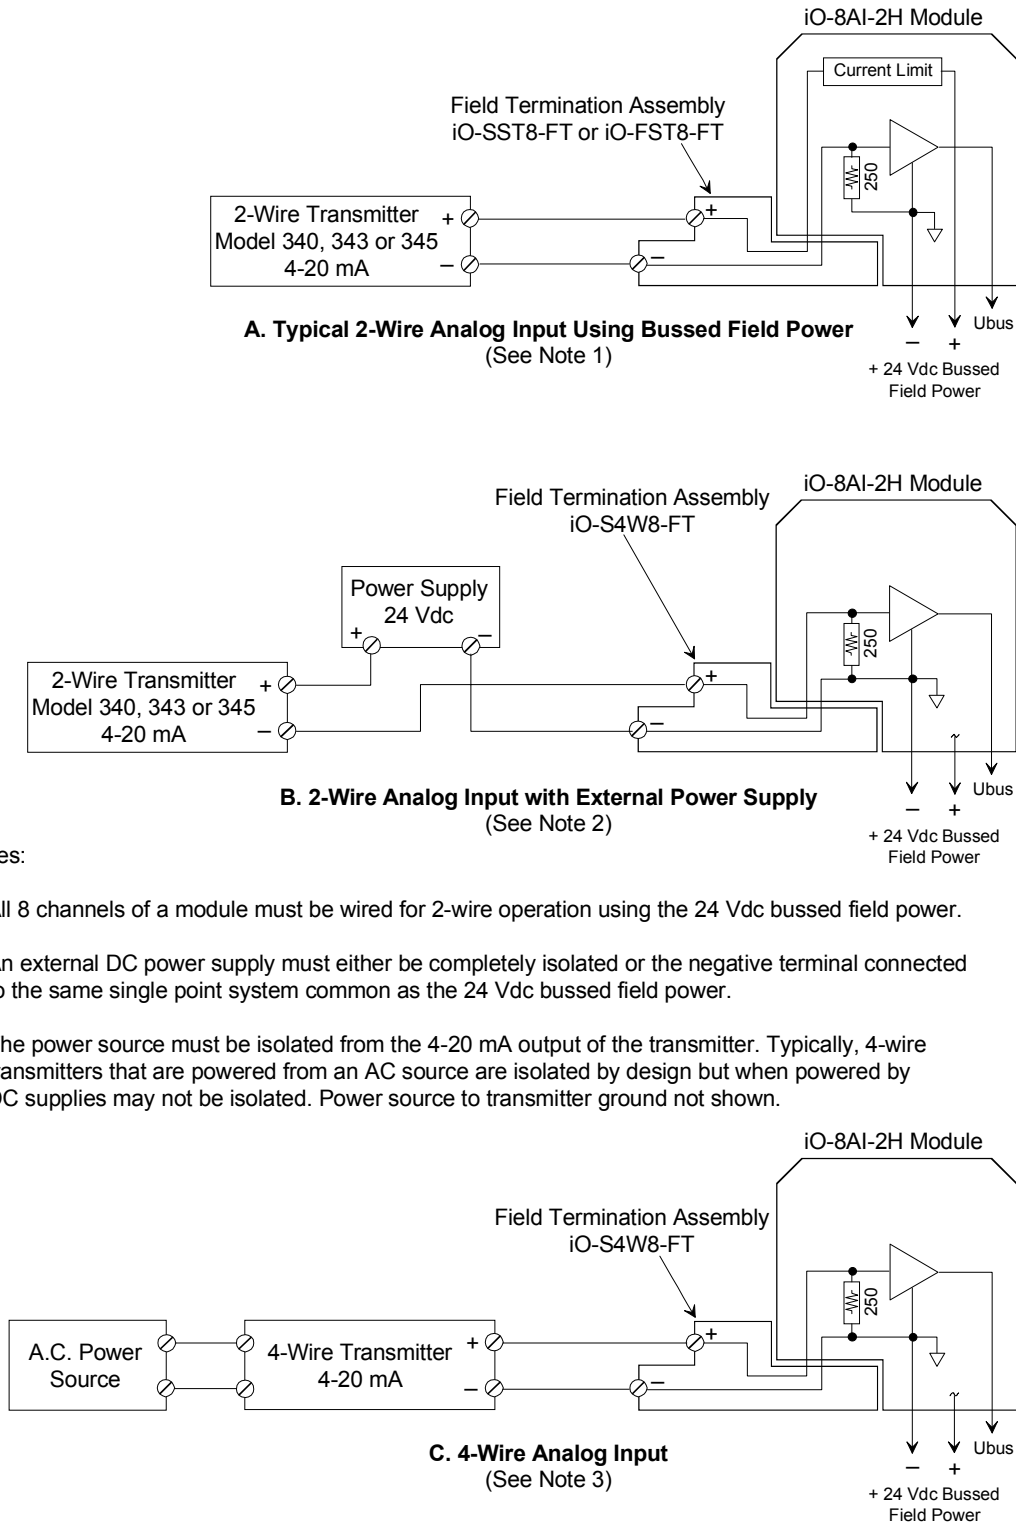 iO-8AI-2H Module
Current Limit
Field Termination Assembly
iO-SST8-FT or iO-FST8-FT
250
2-Wire Transmitter
Model 340, 343 or 345
4-20 mA
+
–
+
–
A. Typical 2-Wire Analog Input Using Bussed Field Power
(See Note 1)
Ubus
– +
+ 24 Vdc Bussed
Field Power
iO-8AI-2H Module
Field Termination Assembly
iO-S4W8-FT
Power Supply
24 Vdc
+ –
250
2-Wire Transmitter
Model 340, 343 or 345
4-20 mA
+
–
+
–
B. 2-Wire Analog Input with External Power Supply
(See Note 2)
Ubus
– +
+ 24 Vdc Bussed
Field Power
es:
ll 8 channels of a module must be wired for 2-wire operation using the 24 Vdc bussed field power.
n external DC power supply must either be completely isolated or the negative terminal connected
o the same single point system common as the 24 Vdc bussed field power.
he power source must be isolated from the 4-20 mA output of the transmitter. Typically, 4-wire
ransmitters that are powered from an AC source are isolated by design but when powered by
C supplies may not be isolated. Power source to transmitter ground not shown.
iO-8AI-2H Module
Field Termination Assembly
iO-S4W8-FT
250
A.C. Power
Source
4-Wire Transmitter
4-20 mA
+
–
+
–
C. 4-Wire Analog Input
(See Note 3)
Ubus
– +
+ 24 Vdc Bussed
Field Power